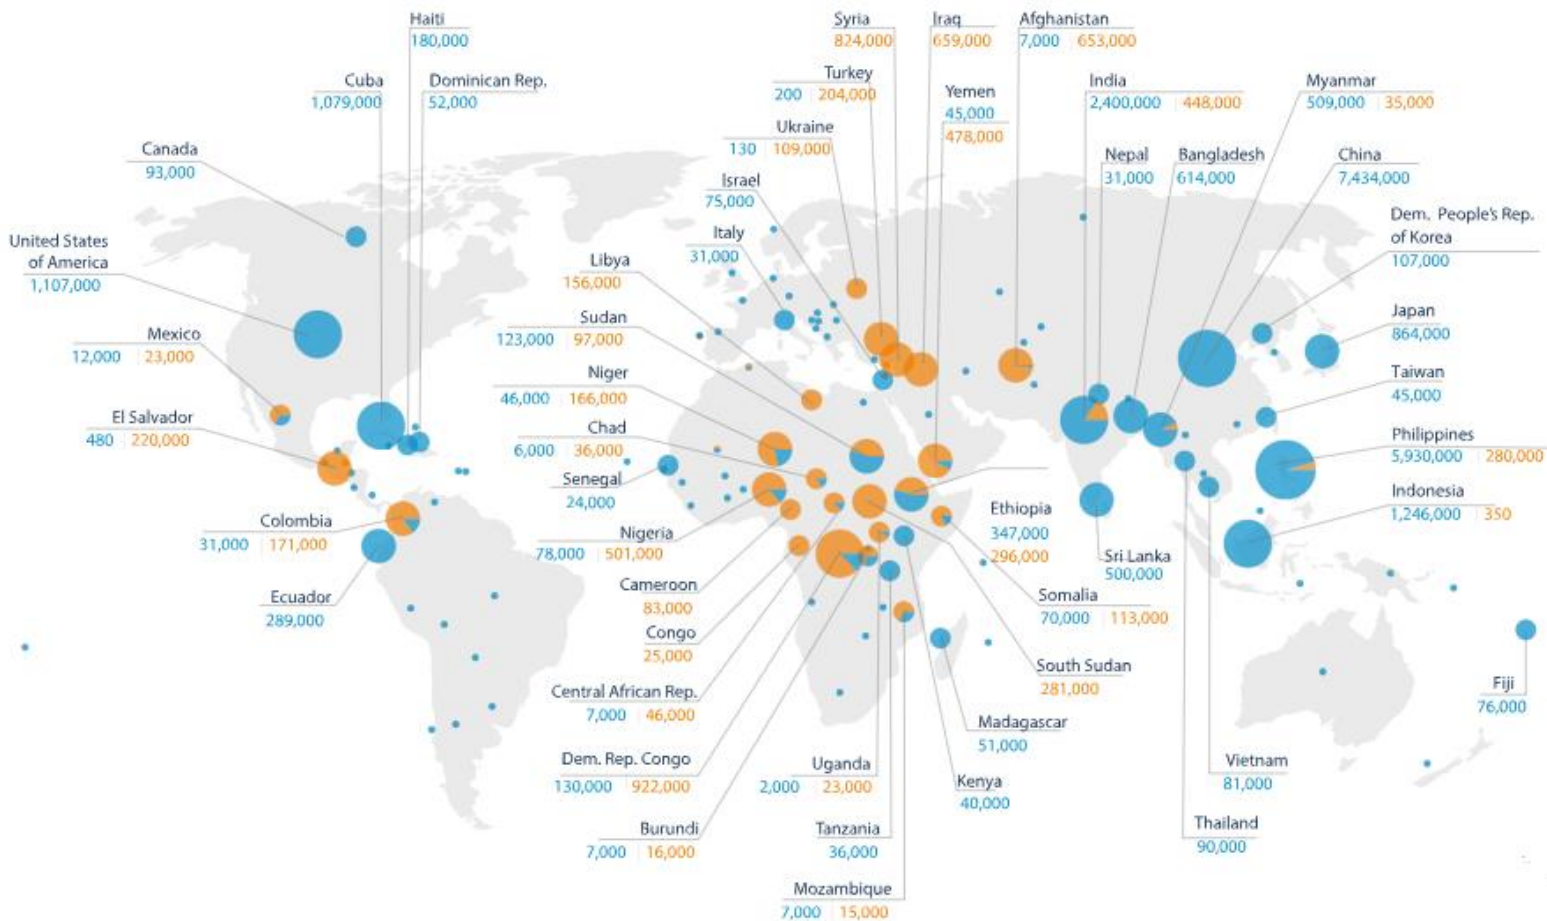 Haiti
180,000
Syria
824,000
Iraq
659,000
Afghanistan
7,000 653,000
Cuba
1,079,000
Dominican Rep.
52,000
Turkey
200 204,000
Yemen
45,000
478,000
India
2,400,000 448,000
Myanmar
509,000 35,000
Ukraine
130 109,000
Canada
93,000
Nepal
31,000
Bangladesh
614,000
China
7,434,000
Israel
75,000
Dem. People's Rep.
of Korea
107,000
United States
of America
1,107,000
Italy
31,000
Libya
156,000
Mexico
12,000 23,000
Sudan
123,000 97,000
Japan
864,000
Niger
46,000 166,000
Taiwan
45,000
El Salvador
480 220,000
Chad
6,000 36,000
Philippines
5,930,000 280,000
Senegal
24,000
Indonesia
1,246,000 350
Colombia
31,000 171,000
Nigeria
78,000 501,000
Ethiopia
347,000
296,000
Sri Lanka
500,000
Cameroon
83,000
Ecuador
289,000
Somalia
70,000 113,000
Congo
25,000
South Sudan
281,000
Central African Rep.
7,000 46,000
Fiji
76,000
Madagascar
51,000
Dem. Rep. Congo
130,000 922,000
Uganda
2,000 23,000
Vietnam
81,000
Kenya
40,000
Burundi
7,000 16,000
Tanzania
36,000
Thailand
90,000
Mozambique
7,000 15,000